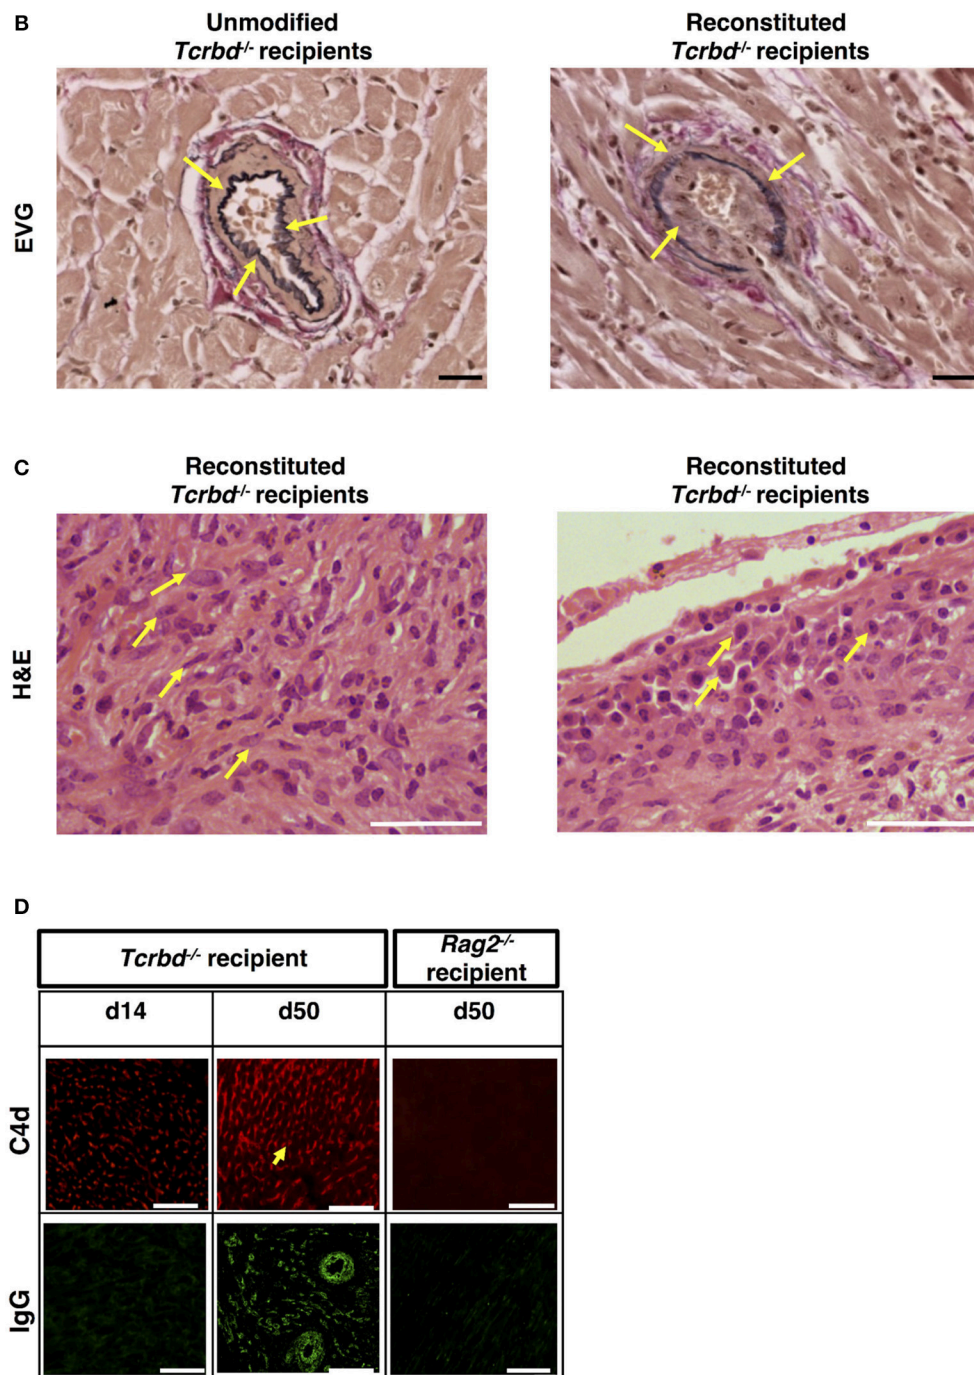 B
Unmodified
Tcrbd-/- recipients
Reconstituted
Tcrbd-/- recipients
EVG
C
Reconstituted
Tcrbd-/- recipients
Reconstituted
Tcrbd-/- recipients
H&E
D
Tcrbd-/- recipient
Rag2-/-
recipient
d14
d50
d50
C4d
IgG